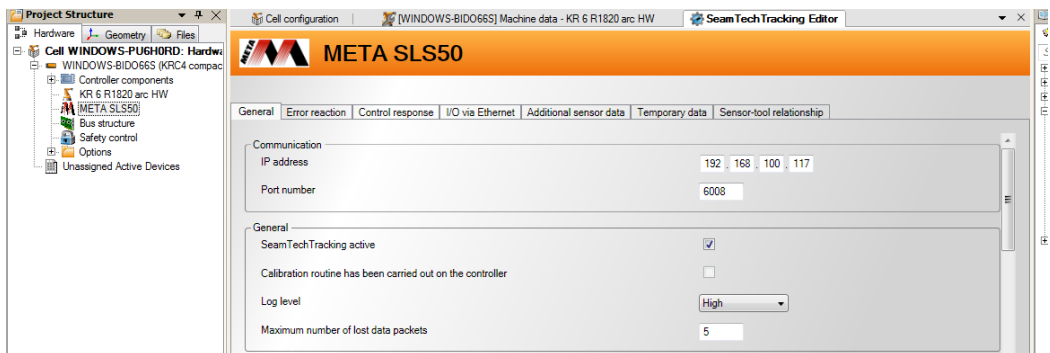 Project Structure
Hardware Geometry Files
Cell WINDOWS-PU6H0RD: Hardwa
WINDOWS-BIDO66S (KRC4 compac
Controller components
KR 6 R1820 arc HW
META SLS50
Bus structure
Safety control
Options
Unassigned Active Devices
Cell configuration [WINDOWS-BIDO66S] Machine data - KR 6 R1820 arc HW SeamTechTracking Editor
META META SLS50
General Error reaction Control response I/O via Ethernet Additional sensor data Temporary data Sensor-tool relationship
Communication
IP address 192 . 168 . 100 . 117
Port number 6008
General
SeamTechTracking active
Calibration routine has been carried out on the controller
Log level High
Maximum number of lost data packets 5